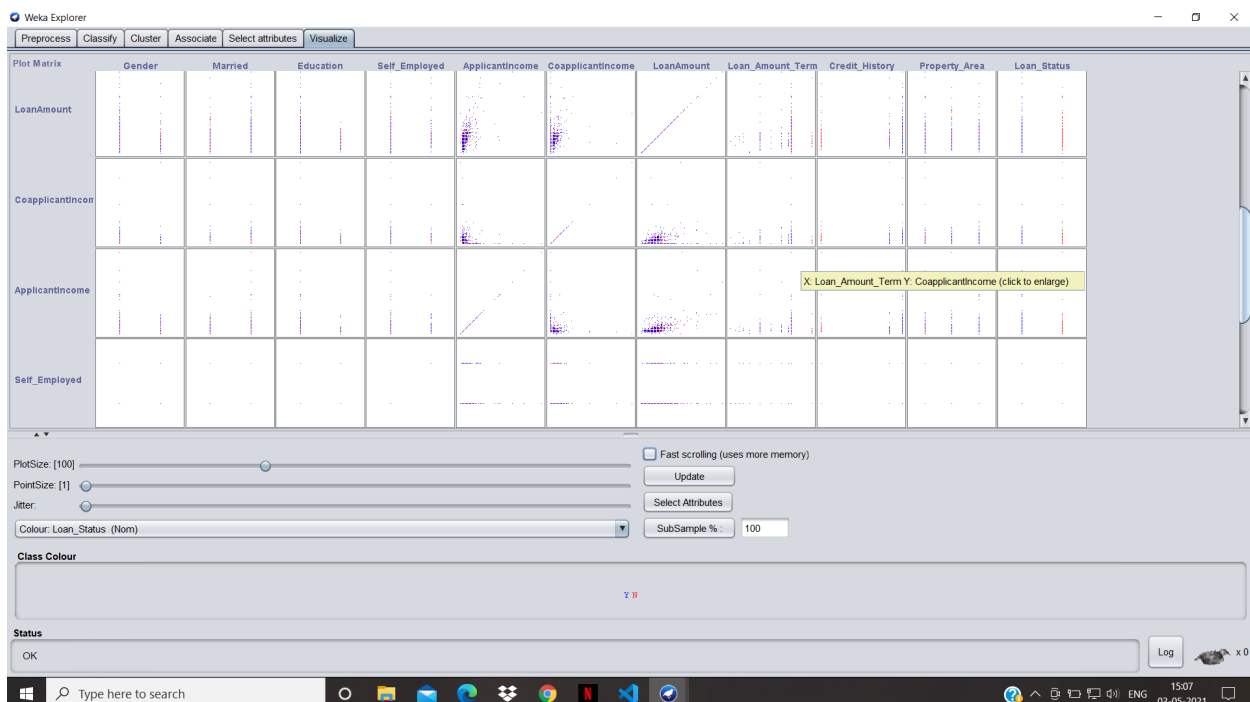 Weka Explorer
Preprocess Classify Cluster Associate Select attributes Visualize
Plot Matrix Gender Married Education Self_Employed ApplicantIncome CoapplicantIncome LoanAmount Loan_Amount_Term Credit_History Property_Area Loan_Status
LoanAmount
CoapplicantIncom
ApplicantIncome
X: Loan_Amount_Term Y: CoapplicantIncome (click to enlarge)
Self_Employed
PlotSize: [100]
Fast scrolling (uses more memory)
PointSize: [1]
Update
Jitter:
Select Attributes
Colour: Loan_Status (Nom)
SubSample % : 100
Class Colour
Y N
Status
OK
Log
x 0
Type here to search
N
ENG
15:07
02-05-2021